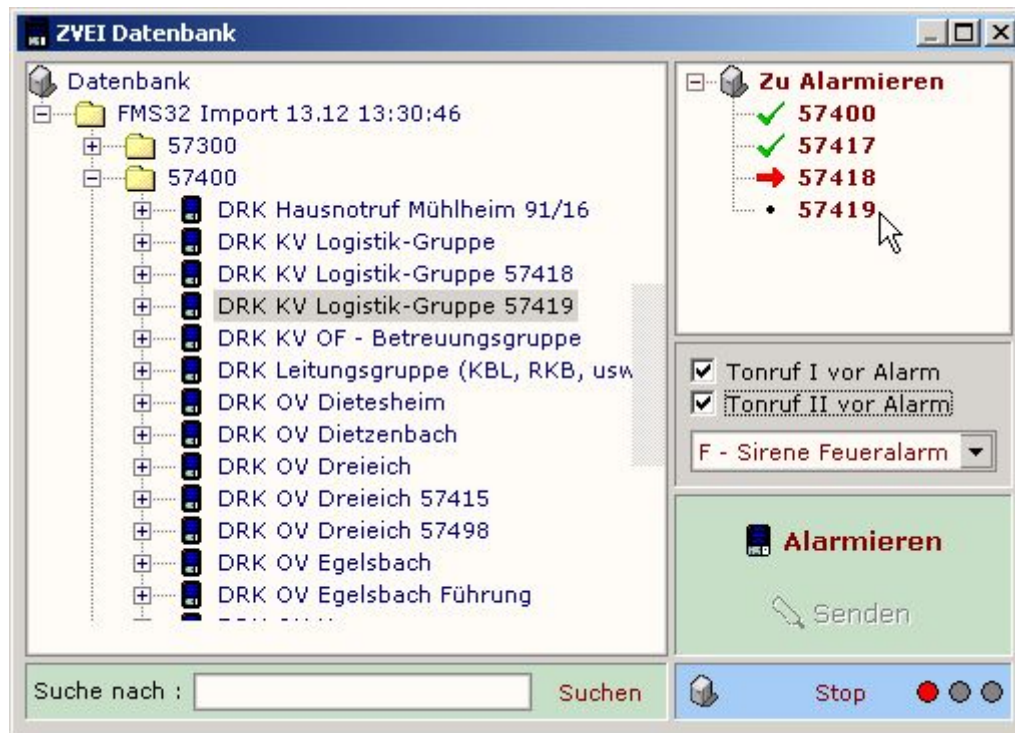 ZVEI Datenbank
Datenbank
FMS32 Import 13.12 13:30:46
57300
57400
DRK Hausnotruf Mühlheim 91/16
DRK KV Logistik-Gruppe
DRK KV Logistik-Gruppe 57418
DRK KV Logistik-Gruppe 57419
DRK KV OF - Betreuungsgruppe
DRK Leitungsgruppe (KBL, RKB, usw
DRK OV Dietesheim
DRK OV Dietzenbach
DRK OV Dreieich
DRK OV Dreieich 57415
DRK OV Dreieich 57498
DRK OV Egelsbach
DRK OV Egelsbach Führung
Suche nach :
Suchen
Zu Alarmieren
57400
57417
57418
57419
Tonruf I vor Alarm
Tonruf II vor Alarm
F - Sirene Feueralarm
Alarmieren
Senden
Stop